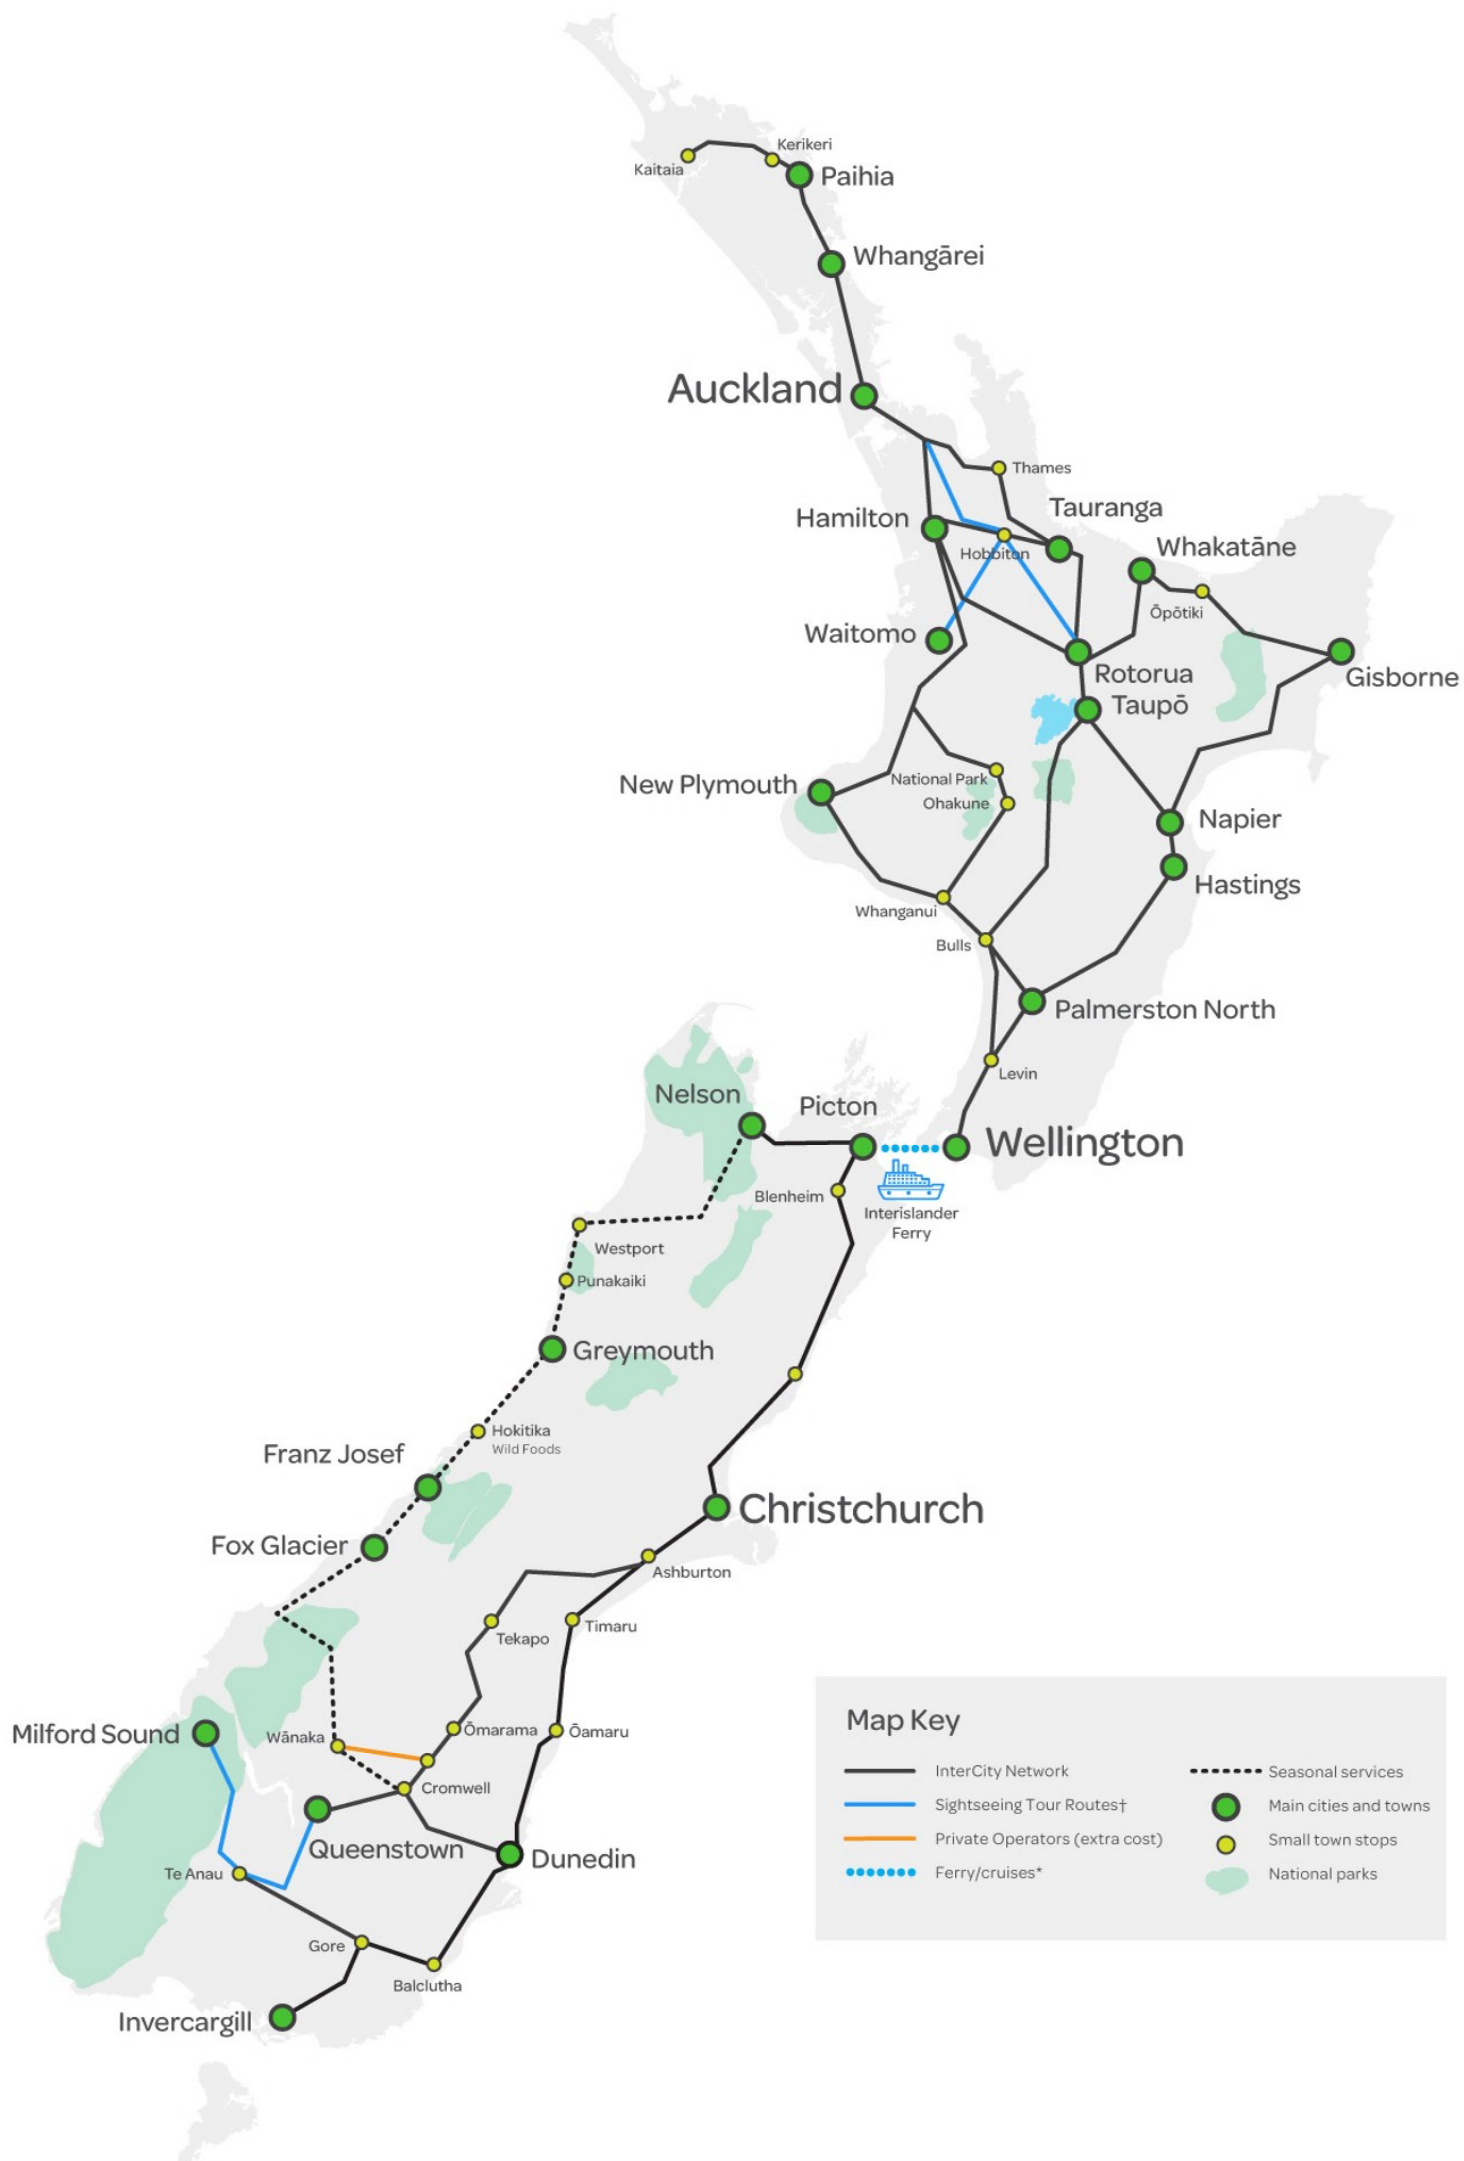 Kerikeri
Kaitaia
Paihia
Whangārei
Auckland
Thames
Tauranga
Hamilton
Hobbiton
Whakatāne
Ōpōtiki
Waitomo
Rotorua
Gisborne
Taupō
New Plymouth
National Park
Ohakune
Napier
Hastings
Whanganui
Bulls
Palmerston North
Levin
Nelson
Picton
Wellington
Blenheim
Interislander
Ferry
Westport
Punakaiki
Greymouth
Hokitika
Wild Foods
Franz Josef
Christchurch
Fox Glacier
Ashburton
Tekapo
Timaru
Milford Sound
Wānaka
Ōmarama
Ōamaru
Cromwell
Queenstown
Dunedin
Te Anau
Gore
Balclutha
Invercargill
Map Key
InterCity Network
Sightseeing Tour Routes†
Private Operators (extra cost)
Ferry/cruises*
Seasonal services
Main cities and towns
Small town stops
National parks